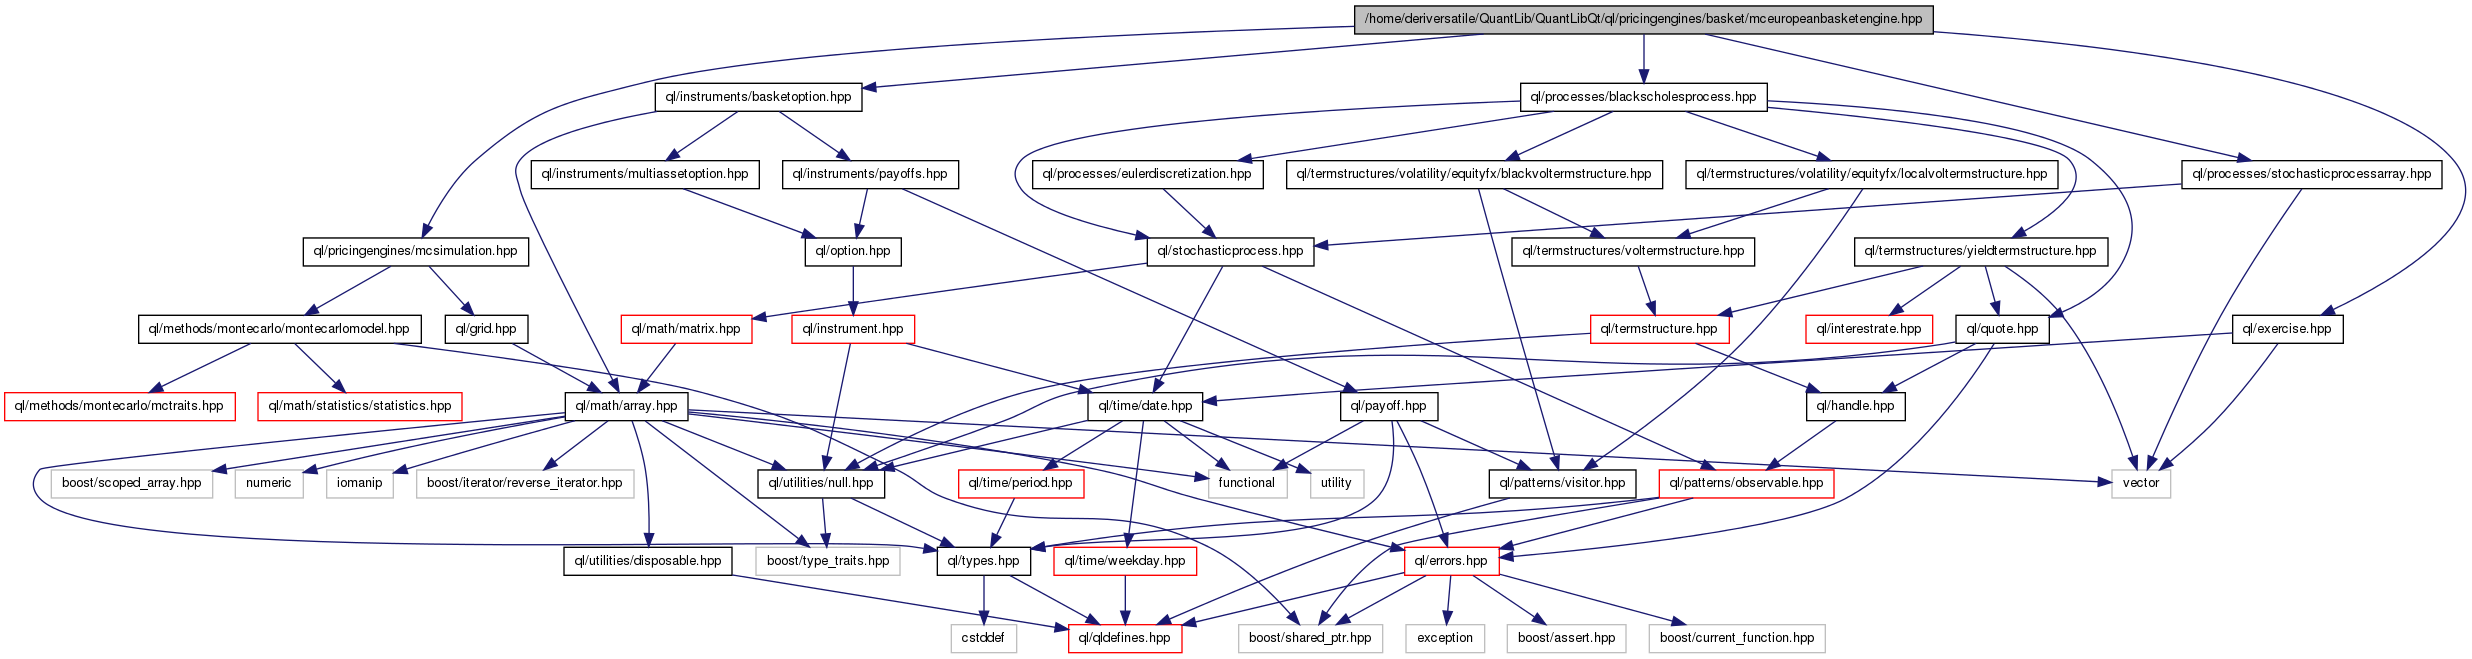 /home/deriversatile/QuantLib/QuantLibQt/ql/pricingengines/basket/mceuropeanbasketengine.hpp
ql/instruments/basketoption.hpp
ql/processes/blackscholesprocess.hpp
ql/instruments/multiassetoption.hpp
ql/instruments/payoffs.hpp
ql/processes/eulerdiscretization.hpp
ql/termstructures/volatility/equityfx/blackvoltermstructure.hpp
ql/termstructures/volatility/equityfx/localvoltermstructure.hpp
ql/processes/stochasticprocessarray.hpp
ql/pricingengines/mcsimulation.hpp
ql/option.hpp
ql/stochasticprocess.hpp
ql/termstructures/voltermstructure.hpp
ql/termstructures/yieldtermstructure.hpp
ql/methods/montecarlo/montecarlomodel.hpp
ql/grid.hpp
ql/math/matrix.hpp
ql/instrument.hpp
ql/termstructure.hpp
ql/interestrate.hpp
ql/quote.hpp
ql/exercise.hpp
ql/methods/montecarlo/mctraits.hpp
ql/math/statistics/statistics.hpp
ql/math/array.hpp
ql/time/date.hpp
ql/payoff.hpp
ql/handle.hpp
boost/scoped_array.hpp
numeric
iomanip
boost/iterator/reverse_iterator.hpp
ql/utilities/null.hpp
ql/time/period.hpp
functional
utility
ql/patterns/visitor.hpp
ql/patterns/observable.hpp
vector
ql/utilities/disposable.hpp
boost/type_traits.hpp
ql/types.hpp
ql/time/weekday.hpp
ql/errors.hpp
cstddef
ql/qldefines.hpp
boost/shared_ptr.hpp
exception
boost/assert.hpp
boost/current_function.hpp